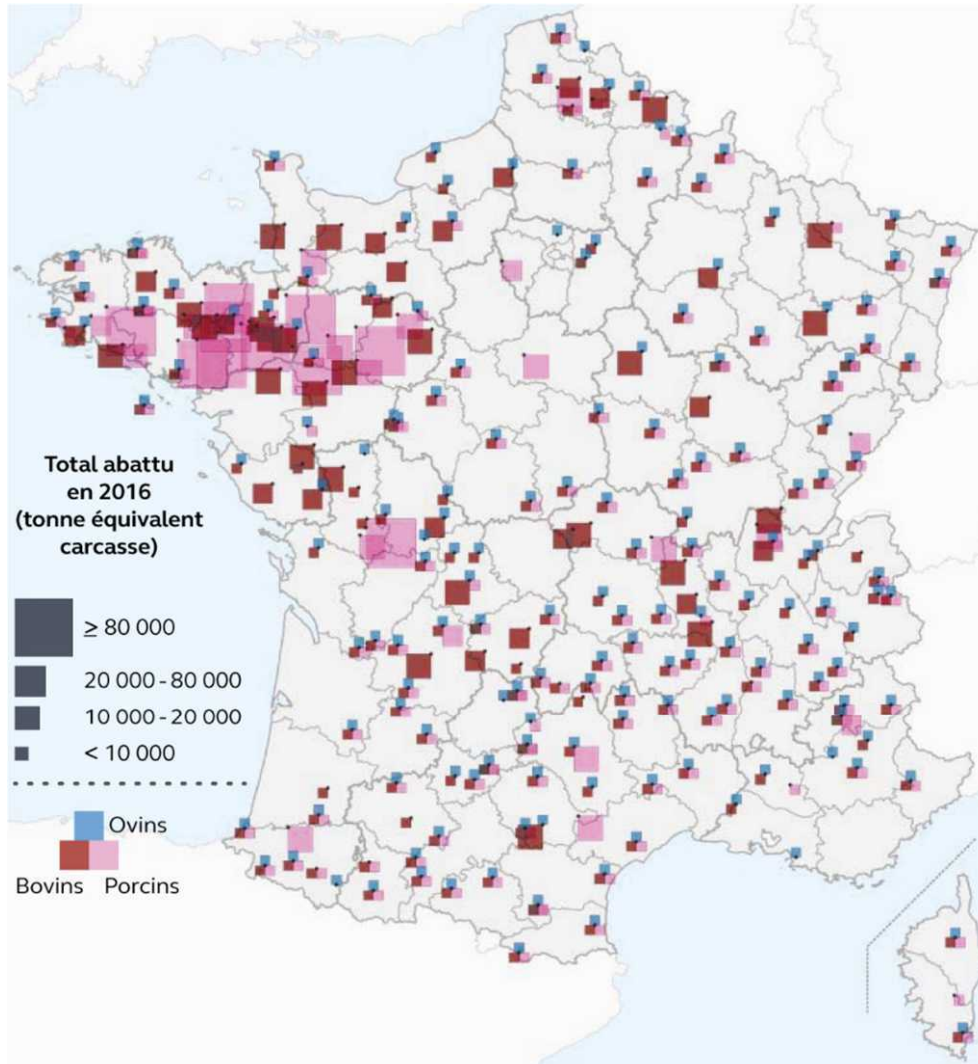 Total abattu
en 2016
(tonne équivalent
carcasse)
≥ 80 000
20 000 - 80 000
10 000 - 20 000
< 10 000
Ovins
Bovins Porcins